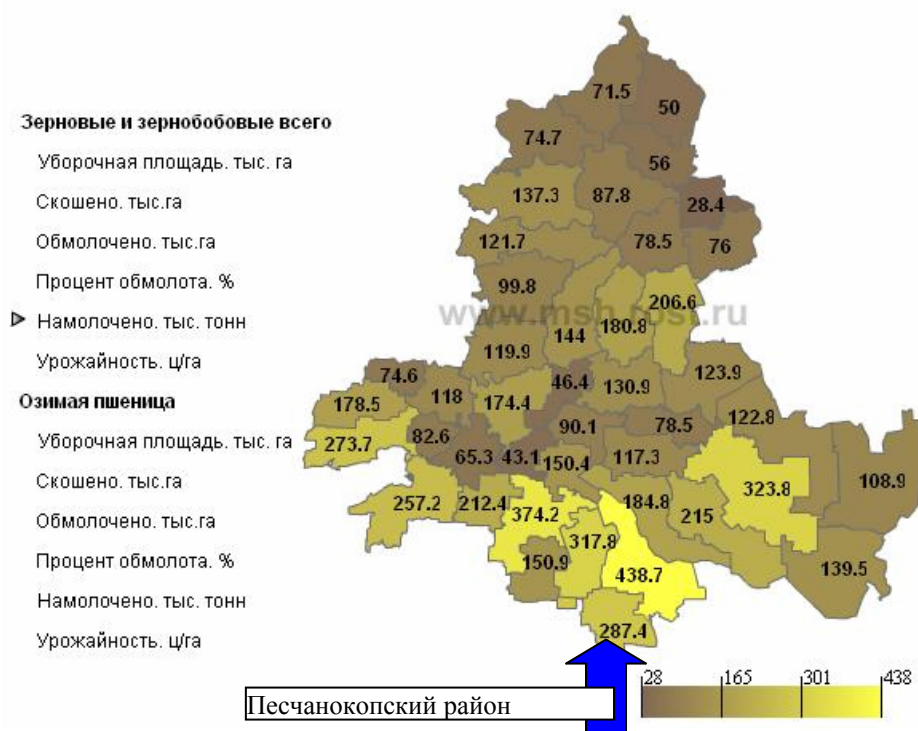 Зерновые и зернобобовые всего
Уборочная площадь. тыс. га
Скошено. тыс.га
Обмолочено. тыс.га
Процент обмолота. %
Намолочено. тыс. тонн
Урожайность. ц/га
Озимая пшеница
Уборочная площадь. тыс. га
Скошено. тыс.га
Обмолочено. тыс.га
Процент обмолота. %
Намолочено. тыс. тонн
Урожайность. ц/га
71.5
50
74.7
56
137.3
87.8
28.4
121.7
78.5
76
99.8
206.6
www.msh.rost.ru
144
180.8
119.9
123.9
74.6
46.4
130.9
118
178.5
174.4
122.8
273.7
82.6
90.1
78.5
65.3
43.1
150.4
117.3
323.8
108.9
257.2
212.4
374.2
184.8
215
317.8
150.9
438.7
139.5
287.4
Песчанокопский район
28
165
301
438